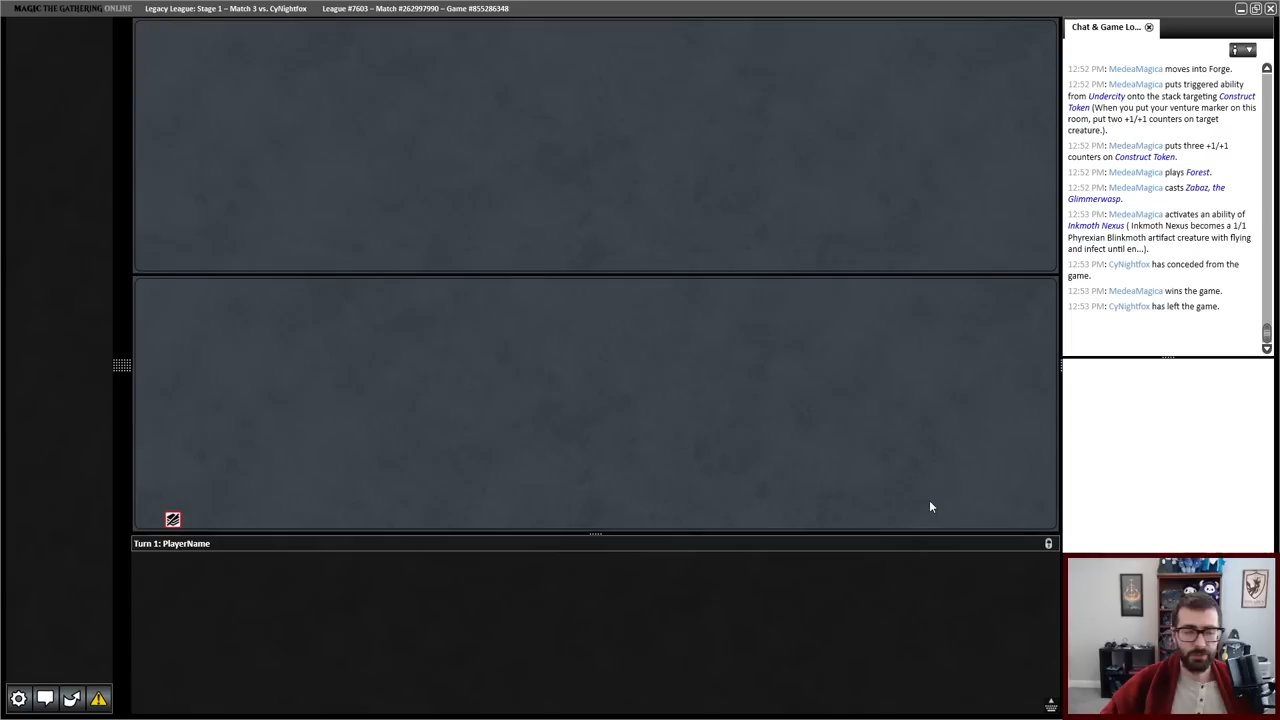 MAGIC THE GATHERING ONLINE
Legacy League: Stage 1 – Match 3 vs. CyNightfox
League #7603 – Match #262997990 – Game #855286348
Chat & Game Lo...
12:52 PM: MedeaMagica moves into Forge.
12:52 PM: MedeaMagica puts triggered ability
from Undercity onto the stack targeting Construct
Token (When you put your venture marker on this
room, put two +1/+1 counters on target
creature.).
12:52 PM: MedeaMagica puts three +1/+1
counters on Construct Token.
12:52 PM: MedeaMagica plays Forest.
12:52 PM: MedeaMagica casts Zabaz, the
Glimmerwasp.
12:53 PM: MedeaMagica activates an ability of
Inkmoth Nexus ( Inkmoth Nexus becomes a 1/1
Phyrexian Blinkmoth artifact creature with flying
and infect until en...).
12:53 PM: CyNightfox has conceded from the
game.
12:53 PM: MedeaMagica wins the game.
12:53 PM: CyNightfox has left the game.
Turn 1: PlayerName